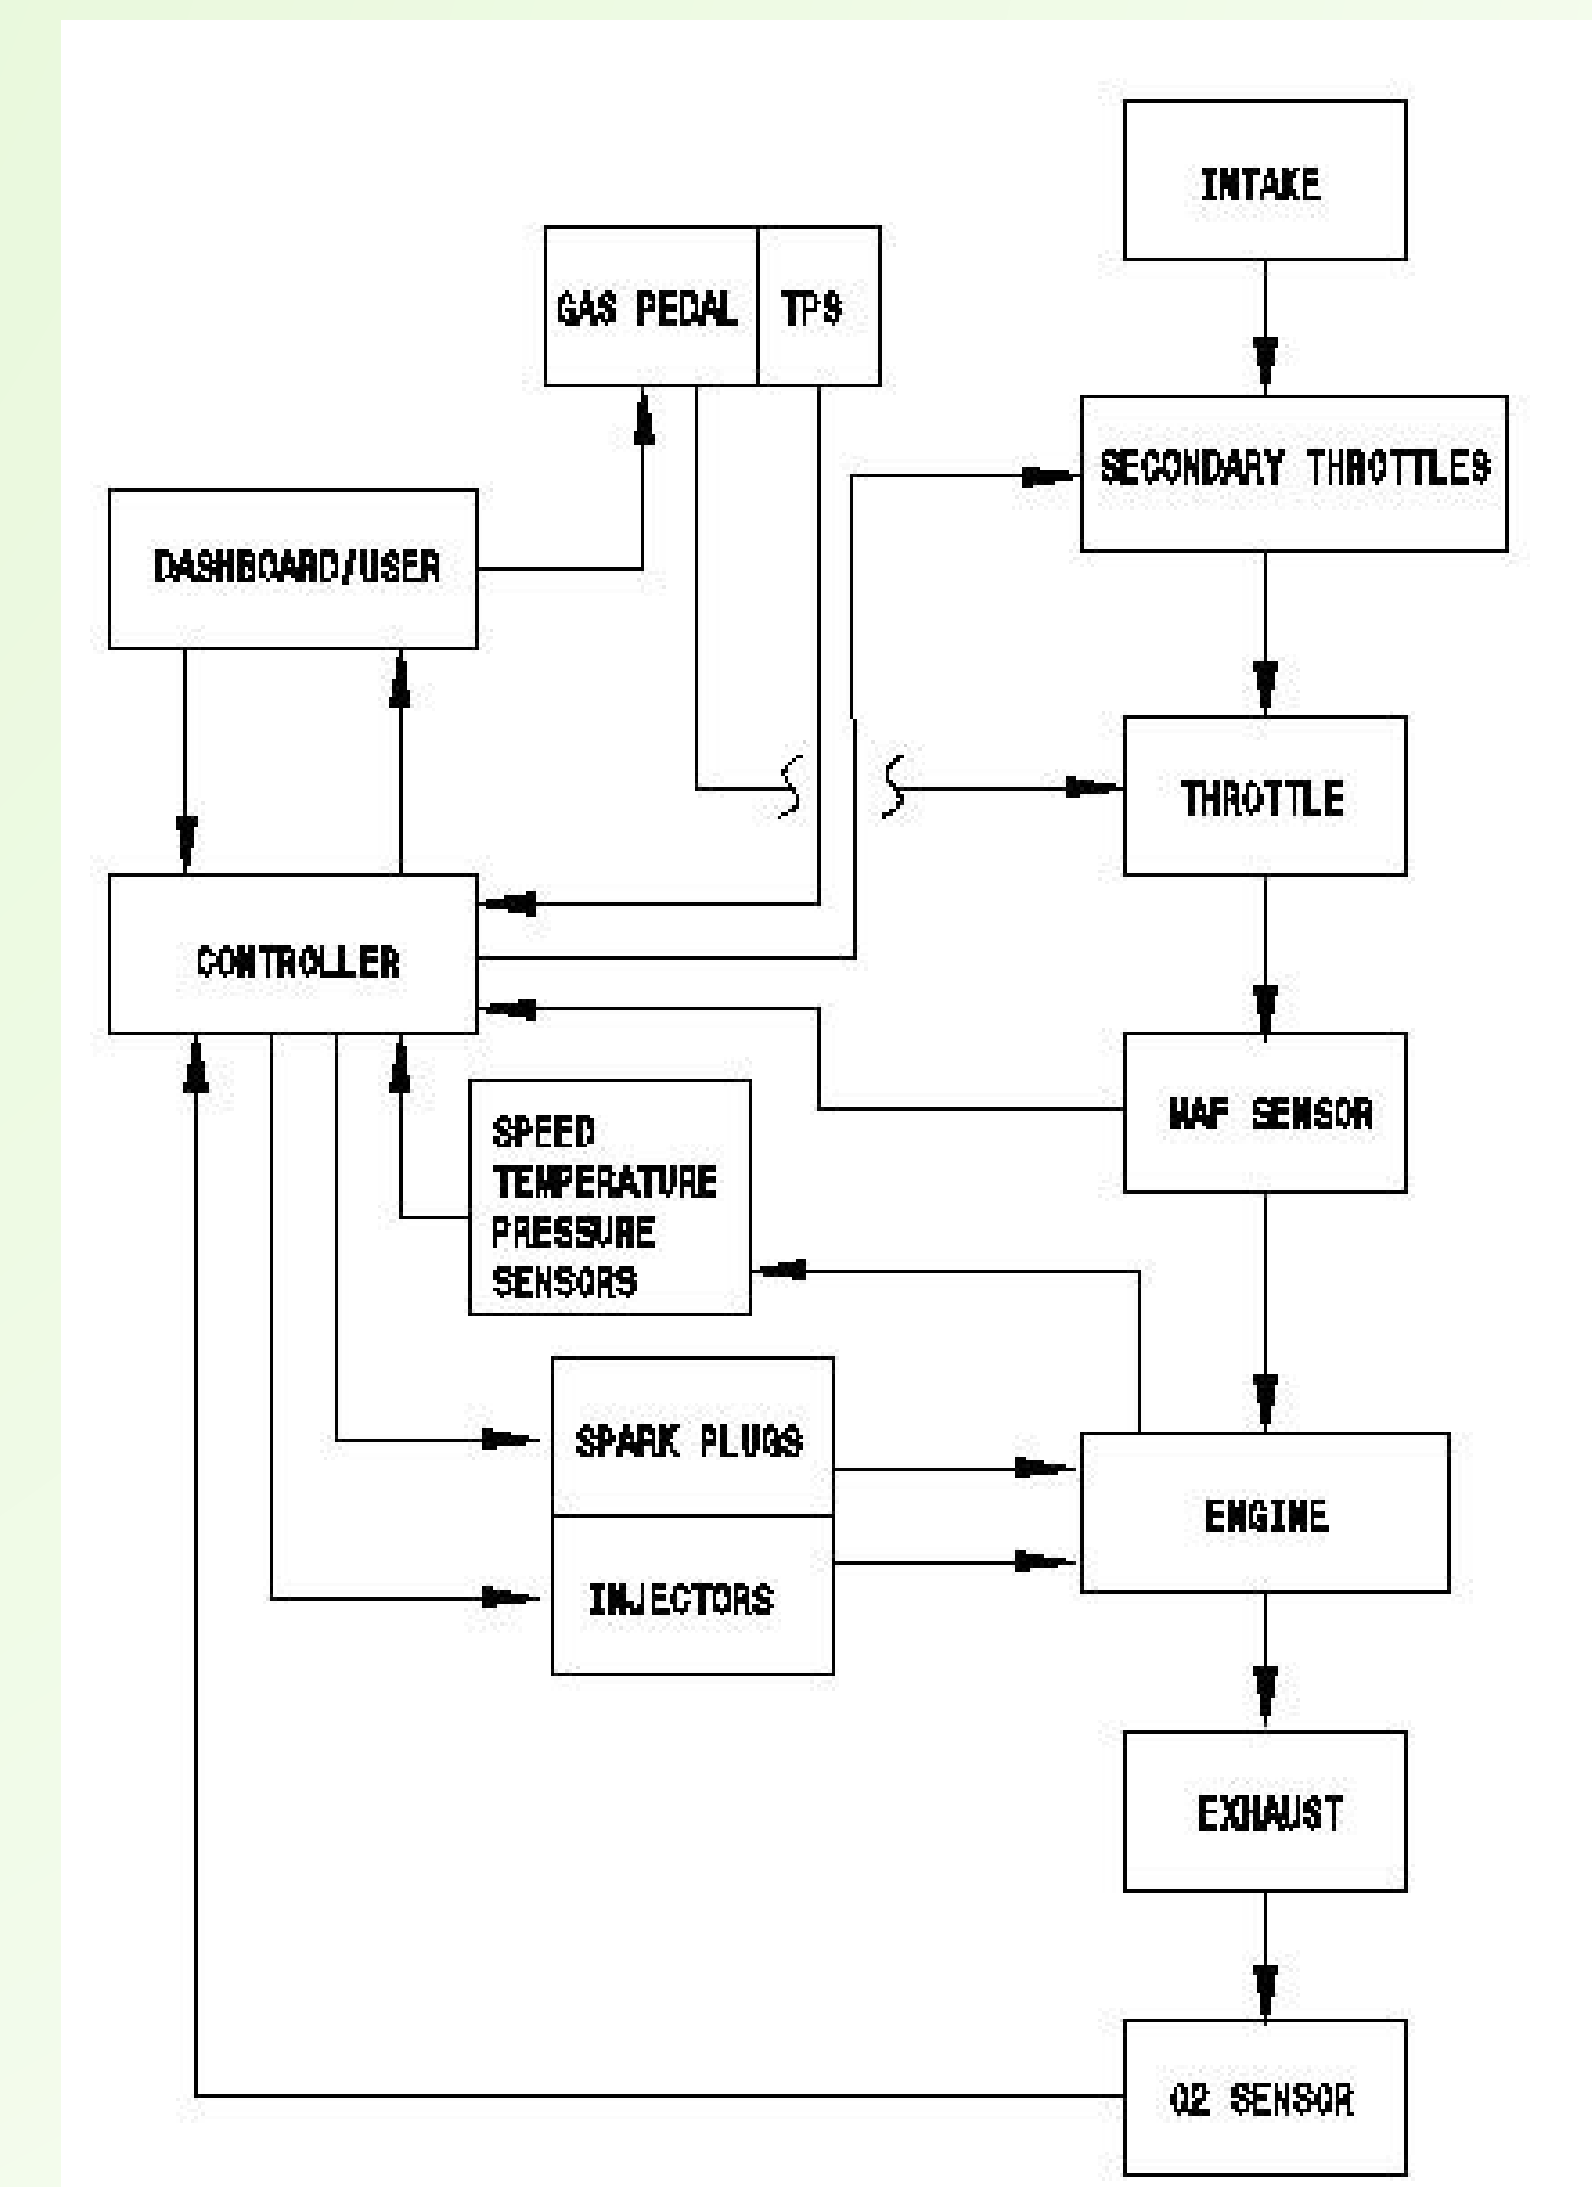 INTAKE
GAS PEDAL
TPS
SECONDARY THROTTLES
DASHBOARD/USER
THROTTLE
CONTROLLER
MAF SENSOR
SPEED
TEMPERATURE
PRESSURE
SENSORS
SPARK PLUGS
ENGINE
INJECTORS
EXHAUST
O2 SENSOR